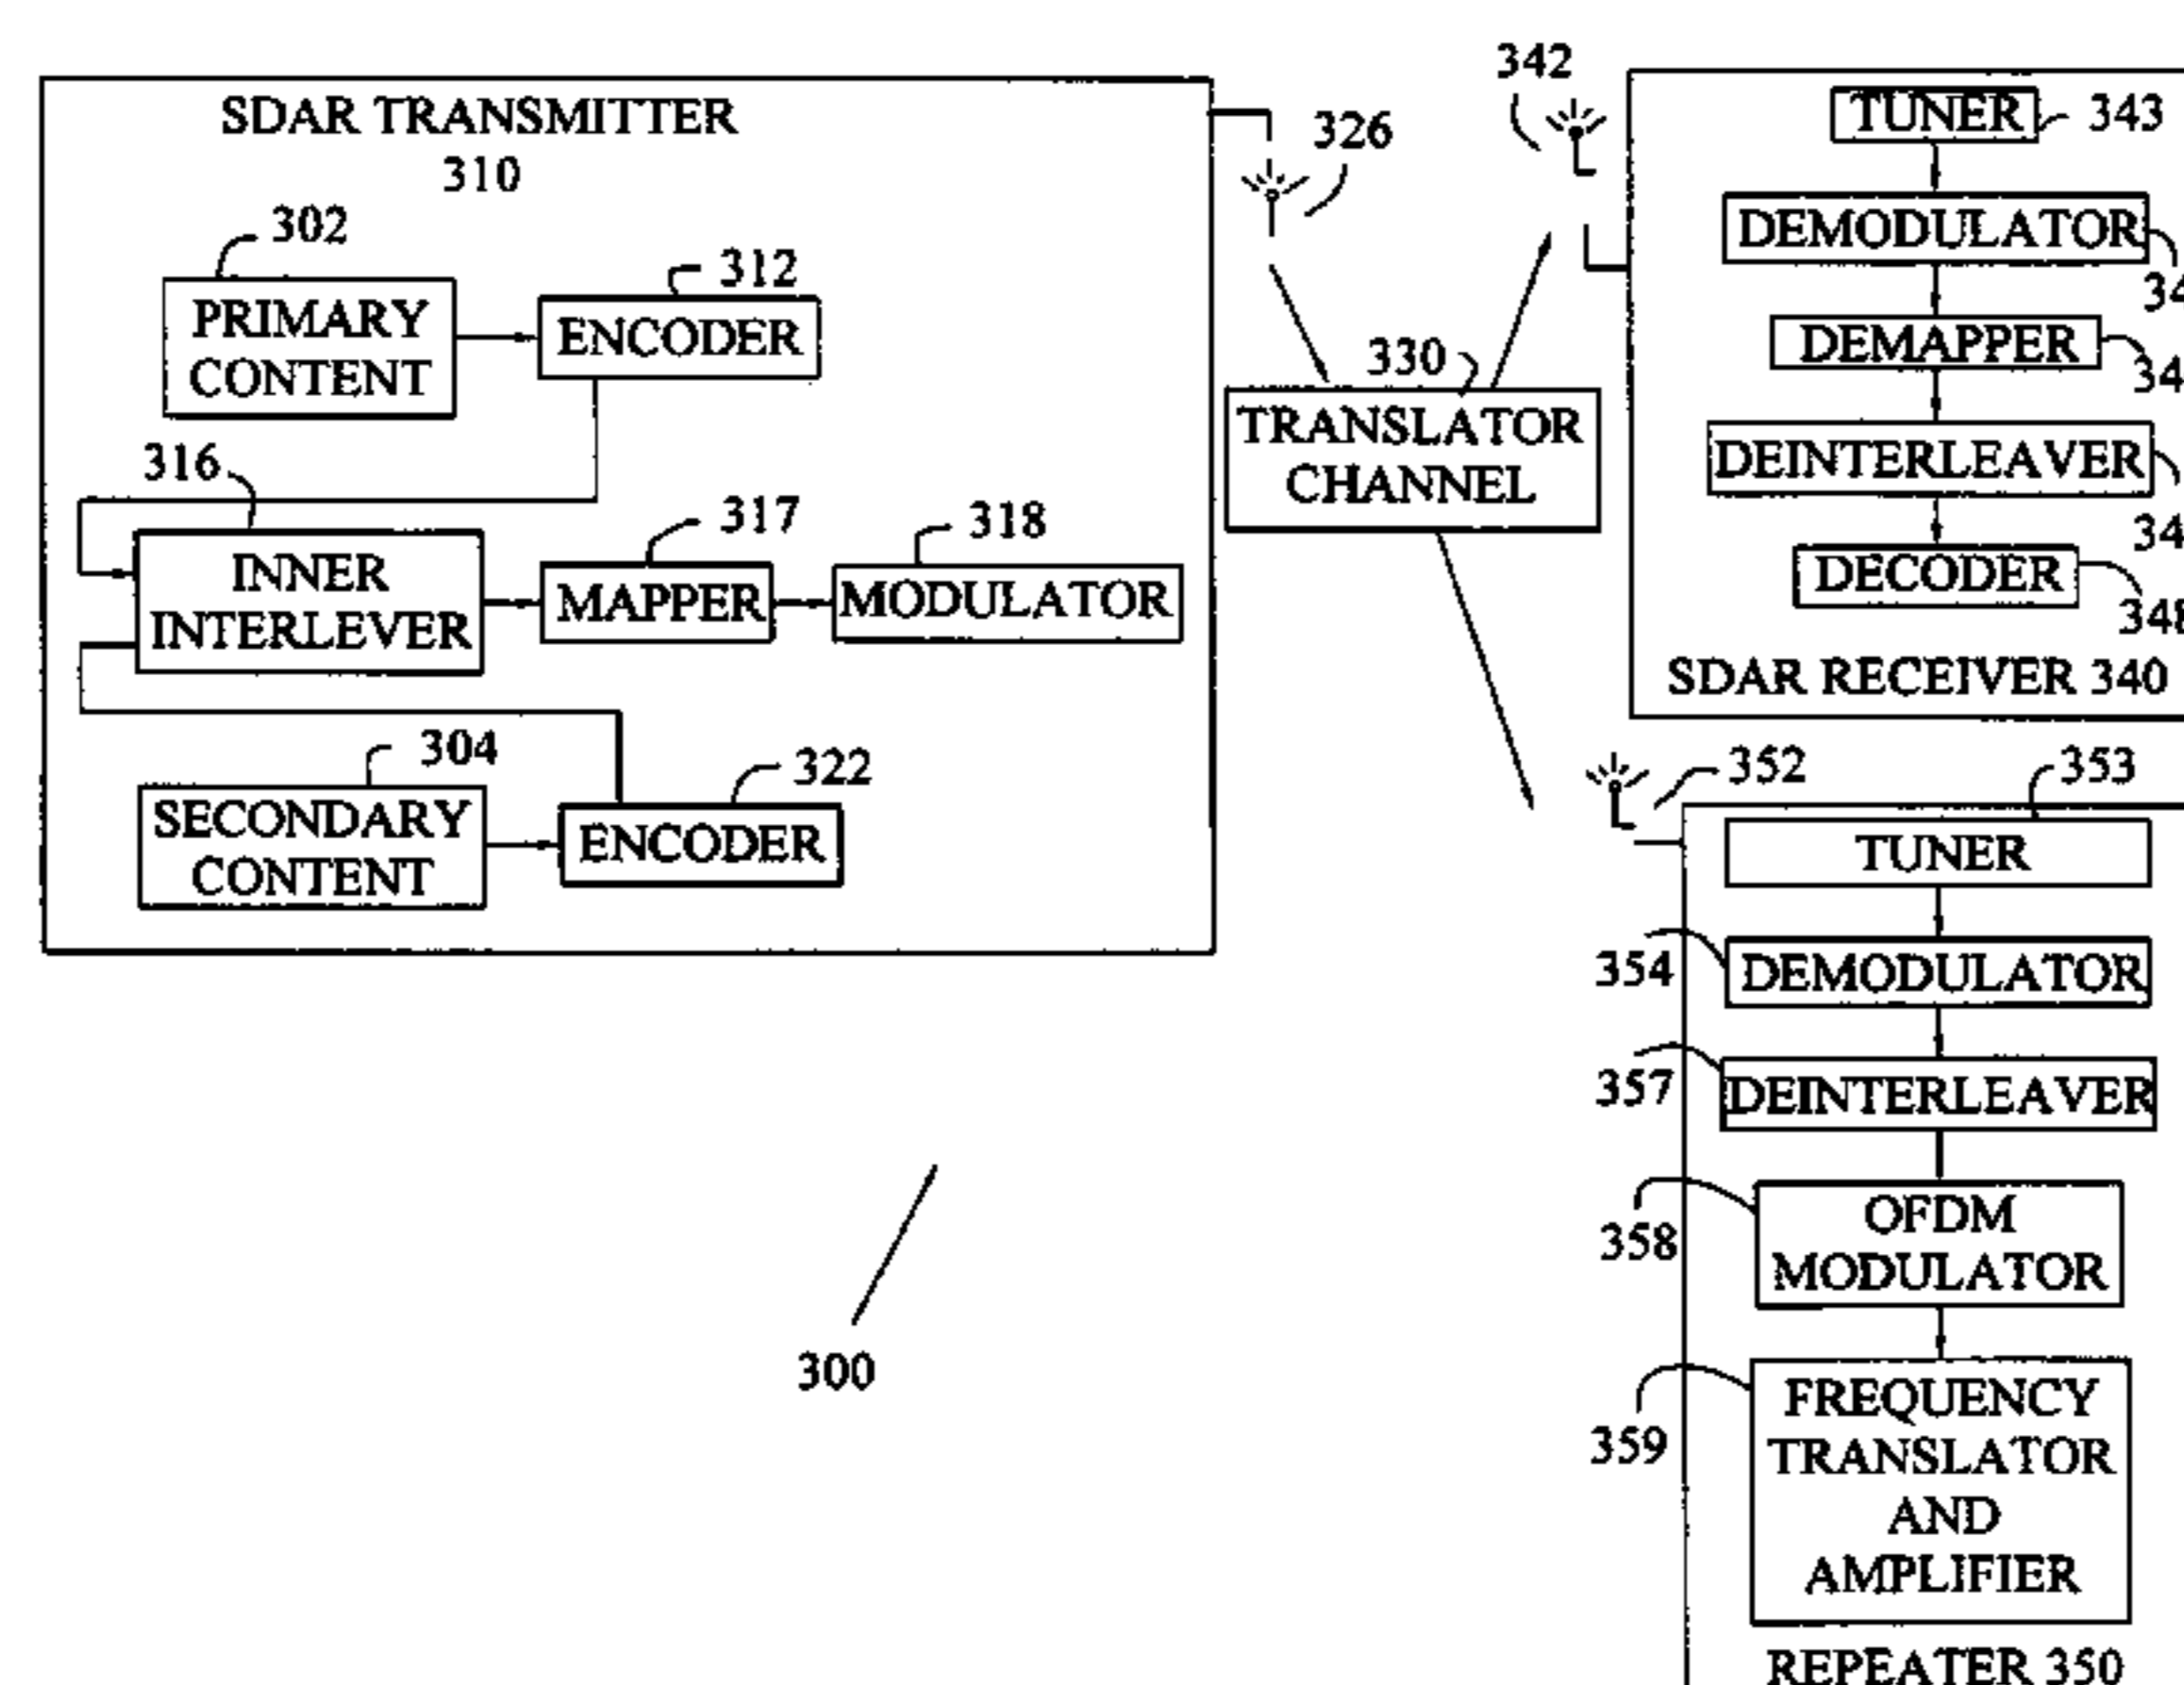 SDAR TRANSMITTER
310
302
PRIMARY
CONTENT
312
ENCODER
316
INNER
INTERLEVER
317
MAPPER
318
MODULATOR
304
SECONDARY
CONTENT
322
ENCODER
326
330
TRANSLATOR
CHANNEL
342
TUNER
343
DEMODULATOR
DEMAPPER
DEINTERLEAVER
DECODER
348
SDAR RECEIVER 340
352
353
TUNER
354
DEMODULATOR
357
DEINTERLEAVER
358
OFDM
MODULATOR
359
FREQUENCY
TRANSLATOR
AND
AMPLIFIER
REPEATER 350
300